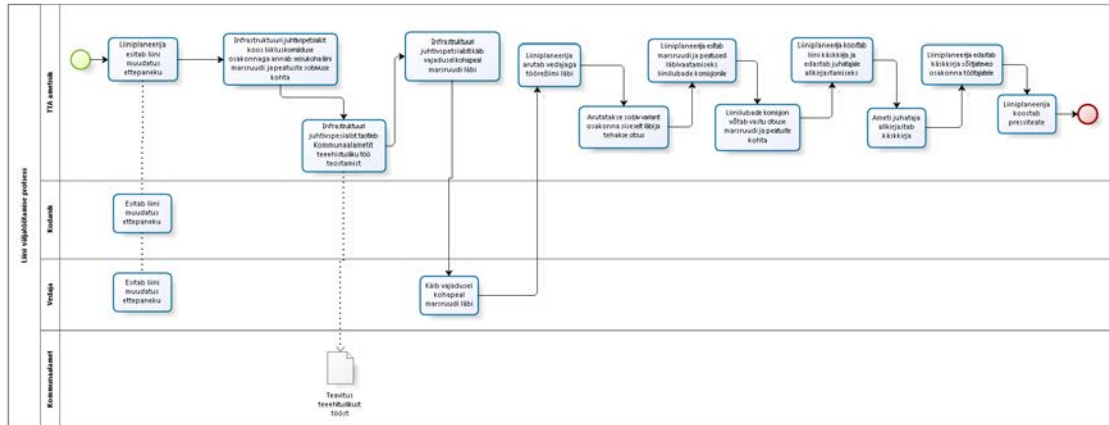 Liini väljatöötamise protsess
TTA ametnik
Liiniplaneerija
esitab liini
muudatus
ettepaneku
Infrastruktuuri juhtivspetsialist
koos liikluskorralduse
osakonnaga annab seisukoha liini
marsruudi ja peatuste sobivuse
kohta
Infrastruktuuri
juhtivspetsialist taotleb
Kommunaalametit
teeehitusliku töö
teostamist
Infrastruktuuri
juhtivspetsialist käib
vajadusel kohapeal
marsruudi läbi
Liiniplaneerija
arutab vedajaga
töörežiimi läbi
Arutatakse sobiv variant
osakonna siseselt läbi ja
tehakse otsus
Liiniplaneerija esitab
marsruudi ja peatused
läbivaatamiseks
liinilubade komisjonile
Liinilubade komisjon
võtab vastu otsuse
marsruudi ja peatuste
kohta
Liiniplaneerija koostab
liini käskkirja ja
edastab juhatajale
allkirjastamiseks
Ameti juhataja
allkirjastab
käskkirja
Liiniplaneerija edastab
käskkirja sõitjateveo
osakonna töötajatele
Liiniplaneerija
koostab
pressiteate
Kodanik
Esitab liini
muudatus
ettepaneku
Vedaja
Esitab liini
muudatus
ettepaneku
Käib vajadusel
kohapeal
marsruudi läbi
Kommunaalamet
Teavitus
teeehituslikust
tööst